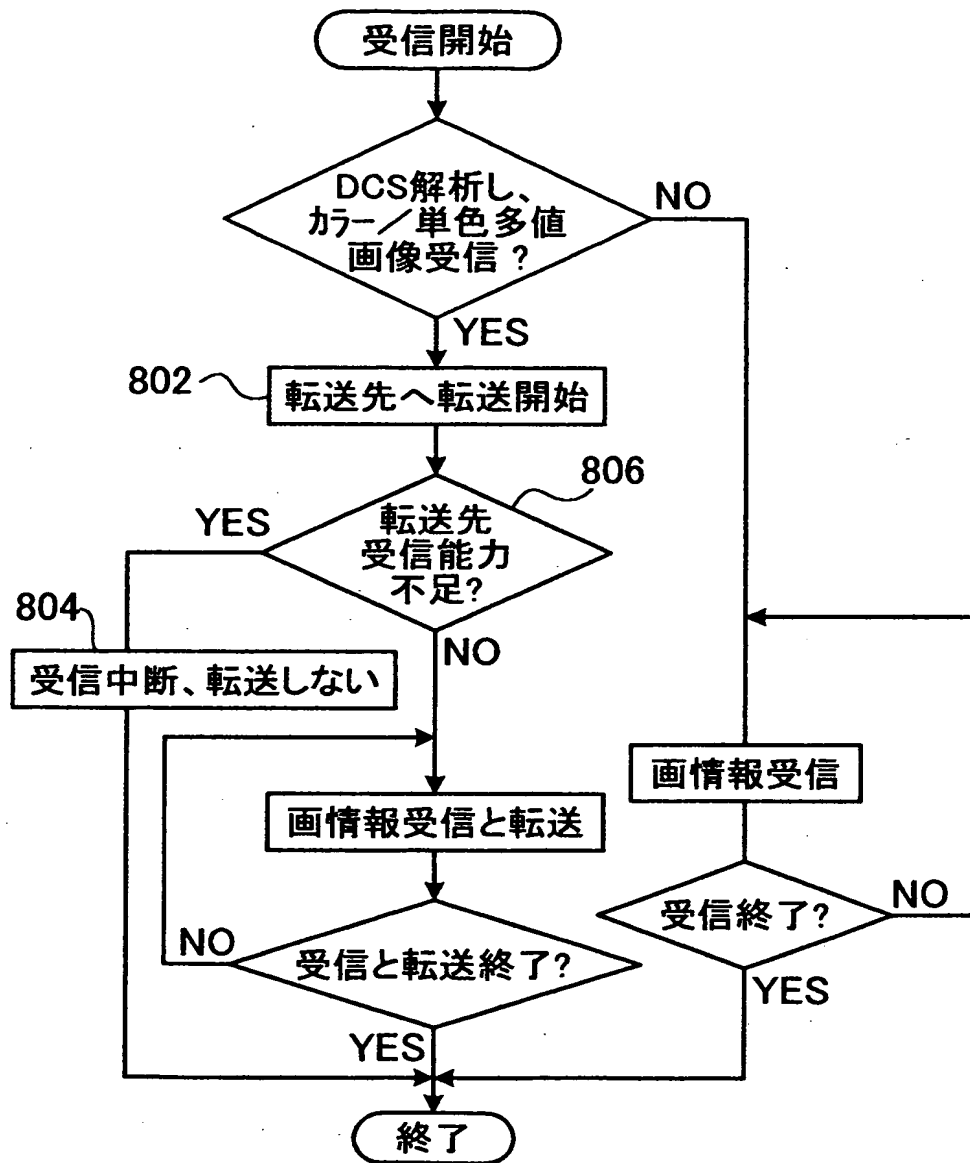 受信開始
DCS解析し、
カラー／単色多値
画像受信？
NO
YES
802
転送先へ転送開始
806
YES
転送先
受信能力
不足?
804
NO
受信中断、転送しない
画情報受信
画情報受信と転送
NO
受信終了?
NO
受信と転送終了?
YES
YES
終了